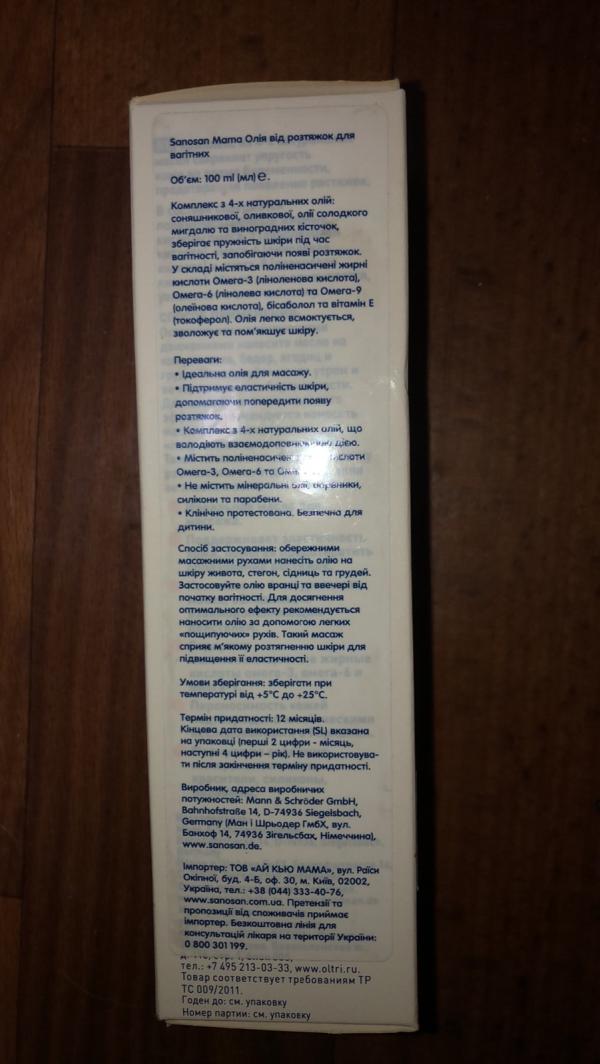 Sanosan Mama Олія від розтяжок для
вагітних
Об'єм: 100 ml (мл) e.
Комплекс з 4-х натуральних олій:
соняшникової, оливкової, олії солодкого
мигдалю та виноградних кісточок,
зберігає пружність шкіри під час
вагітності, запобігаючи появі розтяжок.
У складі містяться поліненасичені жирні
кислоти Омега-3 (ліноленова кислота),
Омега-6 (лінолева кислота) та Омега-9
(олеїнова кислота), бісаболол та вітамін Е
(токоферол). Олія легко всмоктується,
зволожує та пом'якшує шкіру.
Переваги:
• Ідеальна олія для масажу.
• Підтримує еластичність шкіри,
допомагаючи попередити появу
розтяжок.
• Комплекс з 4-х натуральних олій, що
володіють взаємодоповнюючою дією.
• Містить кислоти
Омега-3, Омега-6 та
• Не містить мінеральні олії, барвники,
силікони та парабени.
• Клінічно протестована. Безпечна для
дитини.
Спосіб застосування: обережними
масажними рухами нанесіть олію на
шкіру живота, стегон, сідниць та грудей.
Застосовуйте олію вранці та ввечері від
початку вагітності. Для досягнення
оптимального ефекту рекомендується
наносити олію за допомогою легких
«пощипуючих» рухів. Такий масаж
сприяє м'якому розтягненню шкіри для
підвищення її еластичності.
Умови зберігання: зберігати при
температурі від +5°С до +25°С.
Термін придатності: 12 місяців.
Кінцева дата використання (SL) вказана
на упаковці (перші 2 цифри - місяць,
наступні 4 цифри – рік). Не використовува-
ти після закінчення терміну придатності.
Виробник, адреса виробничих
потужностей: Mann & Schröder GmbH,
Bahnhofstraße 14, D-74936 Siegelsbach,
Germany (Ман і Шрьодер ГмбХ, вул.
Банхоф 14, 74936 Зігельсбах, Німеччина),
www.sanosan.de.
Імпортер: ТОВ «АЙ КЬЮ МАМА», вул. Раїси
Окіпної, буд. 4-Б, оф. 30, м. Київ, 02002,
Україна, тел.: +38 (044) 333-40-76,
www.sanosan.com.ua. Претензії та
пропозиції від споживачів приймає
імпортер. Безкоштовна лінія для
консультацій лікаря на території України:
0 800 301 199.
тел.: +7 495 213-03-33, www.oltri.ru.
Товар соответствует требованиям ТР
ТС 009/2011.
Годен до: см. упаковку
Номер партии: см. упаковку